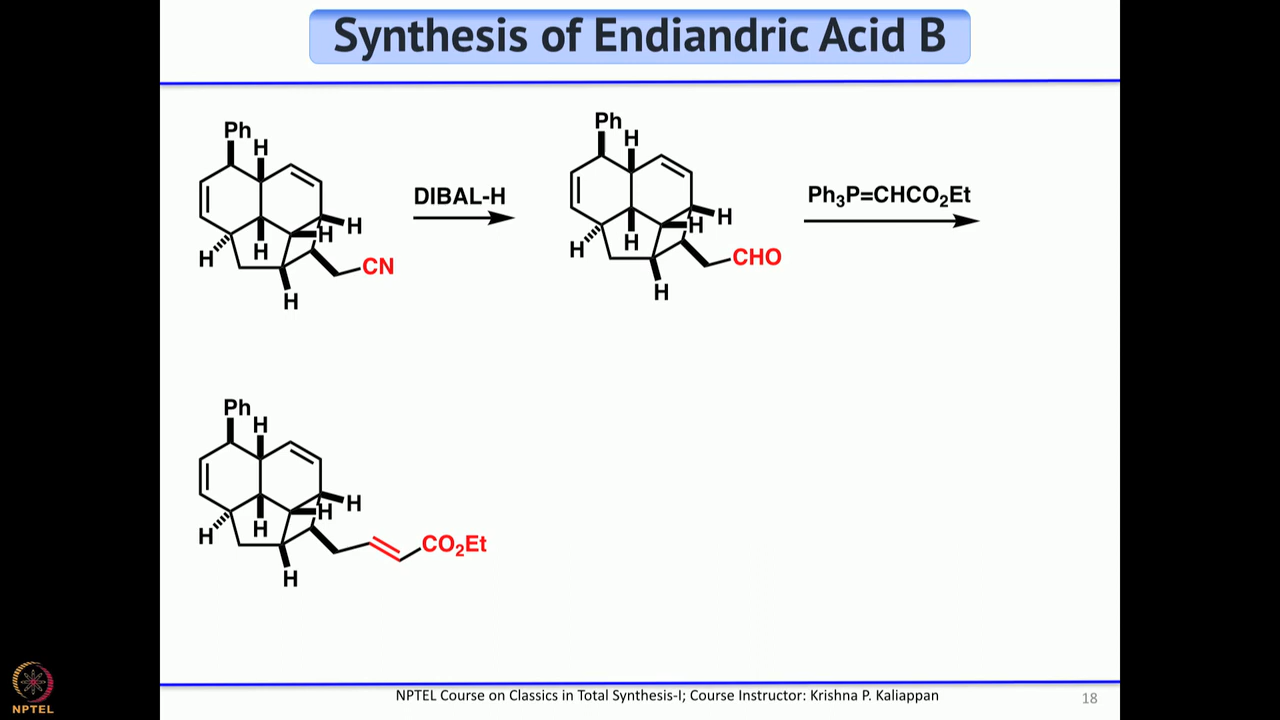 Synthesis of Endiandric Acid B
Ph
H
H
H
H
H
H
CN
DIBAL-H
Ph
H
H
H
H
H
H
CHO
Ph₃P=CHCO₂Et
Ph
H
H
H
H
H
H
CO₂Et
NPTEL
NPTEL Course on Classics in Total Synthesis-I; Course Instructor: Krishna P. Kaliappan
18